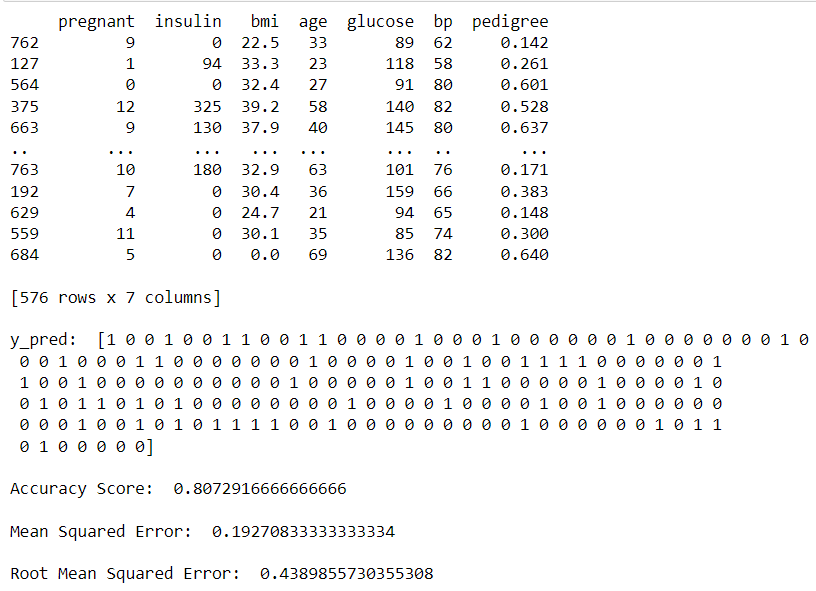 pregnant insulin bmi age glucose bp pedigree
762 9 0 22.5 33 89 62 0.142
127 1 94 33.3 23 118 58 0.261
564 0 0 32.4 27 91 80 0.601
375 12 325 39.2 58 140 82 0.528
663 9 130 37.9 40 145 80 0.637
.. ... ... ... ... ... .. ...
763 10 180 32.9 63 101 76 0.171
192 7 0 30.4 36 159 66 0.383
629 4 0 24.7 21 94 65 0.148
559 11 0 30.1 35 85 74 0.300
684 5 0 0.0 69 136 82 0.640
[576 rows x 7 columns]
y_pred: [1 0 0 1 0 0 1 1 0 0 1 1 0 0 0 0 1 0 0 0 1 0 0 0 0 0 0 1 0 0 0 0 0 0 0 1 0
0 0 1 0 0 0 1 1 0 0 0 0 0 0 0 1 0 0 0 0 1 0 0 1 0 0 1 1 1 1 0 0 0 0 0 0 1
1 0 0 1 0 0 0 0 0 0 0 0 0 0 0 1 0 0 0 0 0 1 0 0 1 1 0 0 0 0 0 1 0 0 0 0 1 0
0 1 0 1 1 0 1 0 1 0 0 0 0 0 0 0 0 1 0 0 0 0 1 0 0 0 0 1 0 0 1 0 0 0 0 0 0
0 0 0 1 0 0 1 0 1 0 1 1 1 1 0 0 1 0 0 0 0 0 0 0 0 0 1 0 0 0 0 0 0 1 0 1 1
0 1 0 0 0 0 0]
Accuracy Score: 0.8072916666666666
Mean Squared Error: 0.19270833333333334
Root Mean Squared Error: 0.4389855730355308